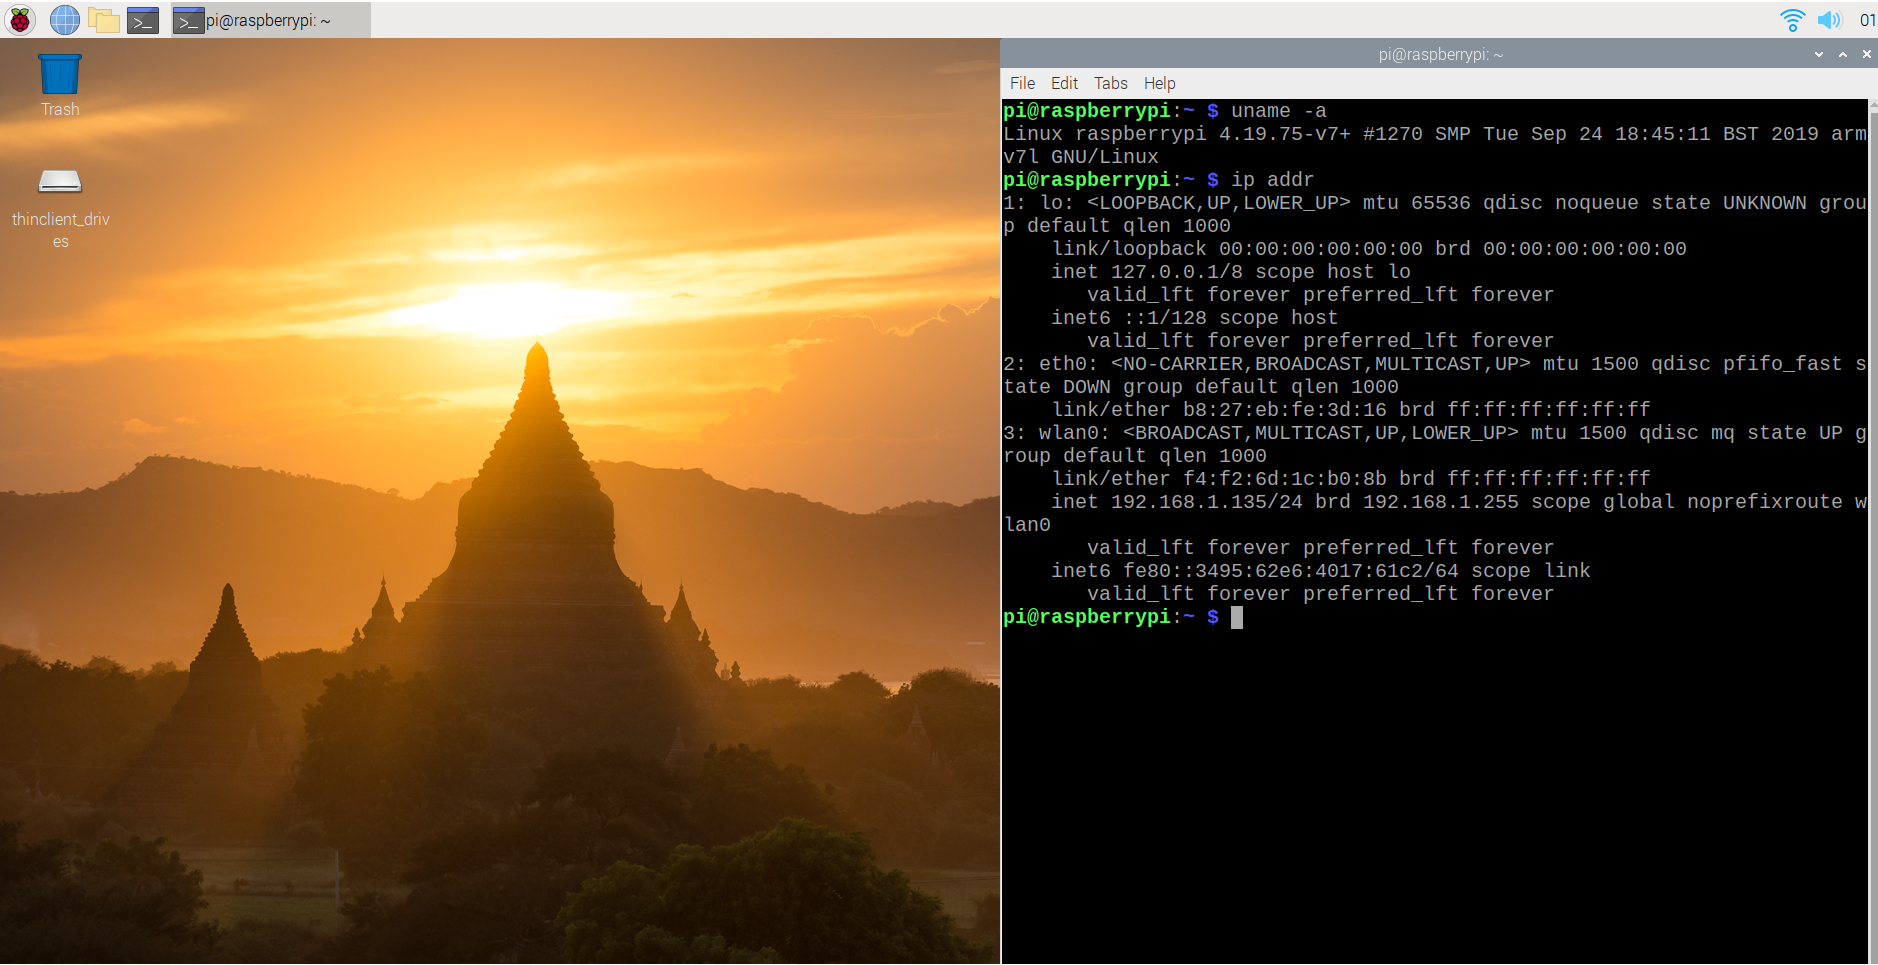 pi@raspberrypi: ~
01
Trash
thinclient_driv
es
pi@raspberrypi: ~
File Edit Tabs Help
pi@raspberrypi:~ $ uname -a
Linux raspberrypi 4.19.75-v7+ #1270 SMP Tue Sep 24 18:45:11 BST 2019 arm
v7l GNU/Linux
pi@raspberrypi:~ $ ip addr
1: lo: <LOOPBACK,UP,LOWER_UP> mtu 65536 qdisc noqueue state UNKNOWN grou
p default qlen 1000
    link/loopback 00:00:00:00:00:00 brd 00:00:00:00:00:00
    inet 127.0.0.1/8 scope host lo
       valid_lft forever preferred_lft forever
    inet6 ::1/128 scope host
       valid_lft forever preferred_lft forever
2: eth0: <NO-CARRIER,BROADCAST,MULTICAST,UP> mtu 1500 qdisc pfifo_fast s
tate DOWN group default qlen 1000
    link/ether b8:27:eb:fe:3d:16 brd ff:ff:ff:ff:ff:ff
3: wlan0: <BROADCAST,MULTICAST,UP,LOWER_UP> mtu 1500 qdisc mq state UP g
roup default qlen 1000
    link/ether f4:f2:6d:1c:b0:8b brd ff:ff:ff:ff:ff:ff
    inet 192.168.1.135/24 brd 192.168.1.255 scope global noprefixroute w
lan0
       valid_lft forever preferred_lft forever
    inet6 fe80::3495:62e6:4017:61c2/64 scope link
       valid_lft forever preferred_lft forever
pi@raspberrypi:~ $